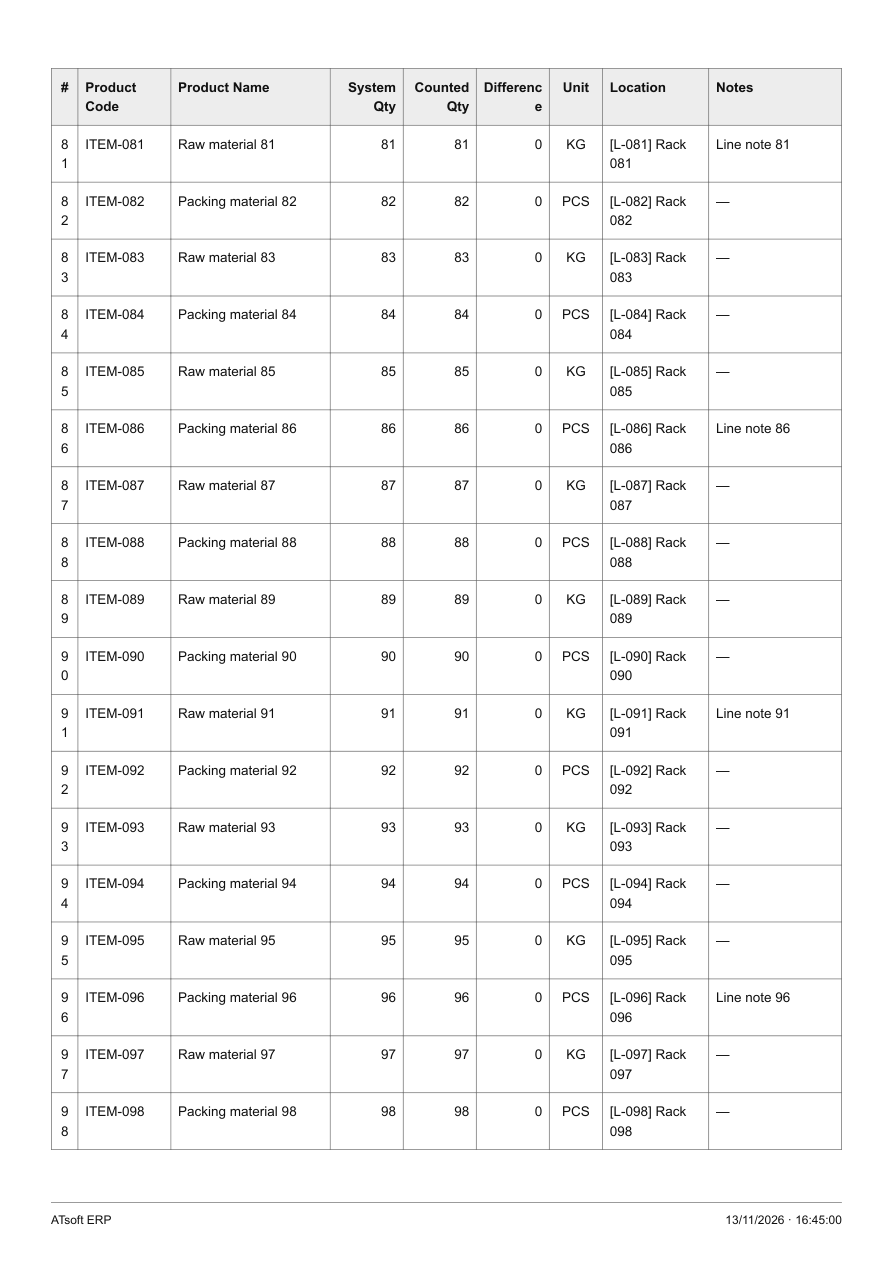 # Product Code Product Name System Qty Counted Qty Difference Unit Location Notes
81 ITEM-081 Raw material 81 81 81 0 KG [L-081] Rack 081 Line note 81
82 ITEM-082 Packing material 82 82 82 0 PCS [L-082] Rack 082 —
83 ITEM-083 Raw material 83 83 83 0 KG [L-083] Rack 083 —
84 ITEM-084 Packing material 84 84 84 0 PCS [L-084] Rack 084 —
85 ITEM-085 Raw material 85 85 85 0 KG [L-085] Rack 085 —
86 ITEM-086 Packing material 86 86 86 0 PCS [L-086] Rack 086 Line note 86
87 ITEM-087 Raw material 87 87 87 0 KG [L-087] Rack 087 —
88 ITEM-088 Packing material 88 88 88 0 PCS [L-088] Rack 088 —
89 ITEM-089 Raw material 89 89 89 0 KG [L-089] Rack 089 —
90 ITEM-090 Packing material 90 90 90 0 PCS [L-090] Rack 090 —
91 ITEM-091 Raw material 91 91 91 0 KG [L-091] Rack 091 Line note 91
92 ITEM-092 Packing material 92 92 92 0 PCS [L-092] Rack 092 —
93 ITEM-093 Raw material 93 93 93 0 KG [L-093] Rack 093 —
94 ITEM-094 Packing material 94 94 94 0 PCS [L-094] Rack 094 —
95 ITEM-095 Raw material 95 95 95 0 KG [L-095] Rack 095 —
96 ITEM-096 Packing material 96 96 96 0 PCS [L-096] Rack 096 Line note 96
97 ITEM-097 Raw material 97 97 97 0 KG [L-097] Rack 097 —
98 ITEM-098 Packing material 98 98 98 0 PCS [L-098] Rack 098 —
ATsoft ERP 13/11/2026 · 16:45:00